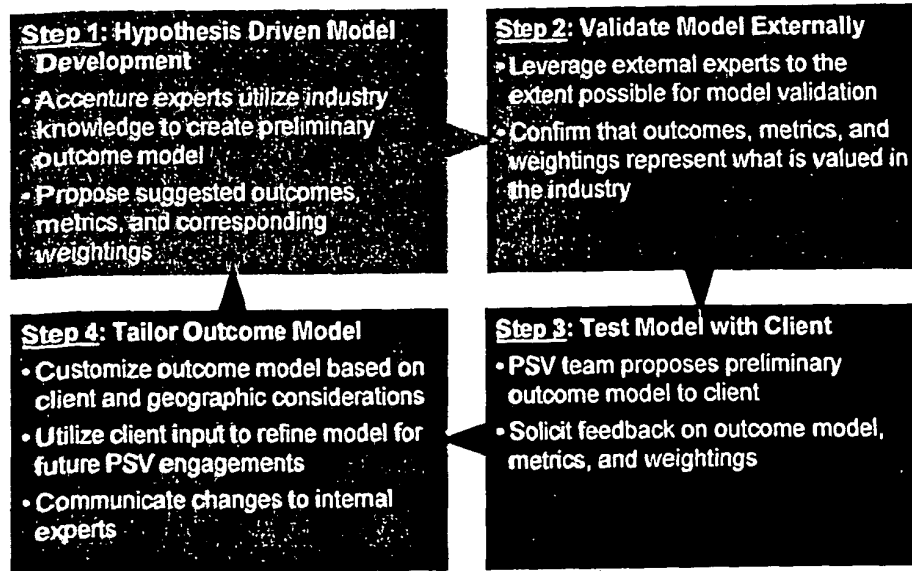 Step 1: Hypothesis Driven Model
Development
• Accenture experts utilize industry
knowledge to create preliminary
outcome model
• Propose suggested outcomes,
metrics, and corresponding
weightings
Step 2: Validate Model Externally
• Leverage external experts to the
extent possible for model validation
• Confirm that outcomes, metrics, and
weightings represent what is valued in
the industry
Step 3: Test Model with Client
• PSV team proposes preliminary
outcome model to client
• Solicit feedback on outcome model,
metrics, and weightings
Step 4: Tailor Outcome Model
• Customize outcome model based on
client and geographic considerations
• Utilize client input to refine model for
future PSV engagements
• Communicate changes to internal
experts